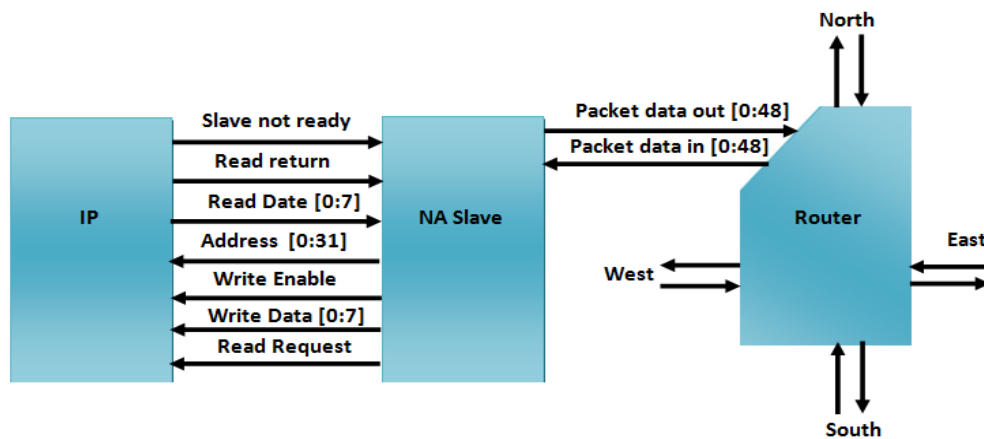 North
Slave not ready
Packet data out [0:48]
Read return
Packet data in [0:48]
Read Date [0:7]
IP
NA Slave
Router
Address [0:31]
East
West
Write Enable
Write Data [0:7]
Read Request
South